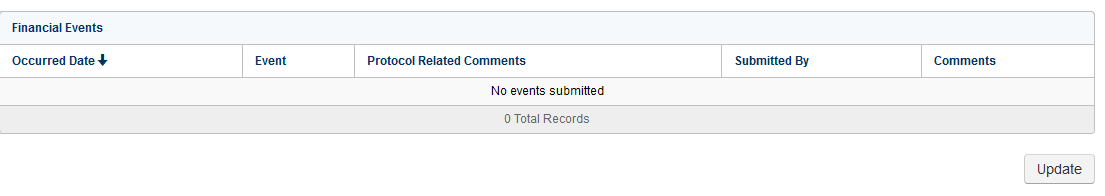 Financial Events
Occurred Date Event Protocol Related Comments Submitted By Comments
No events submitted
0 Total Records
Update